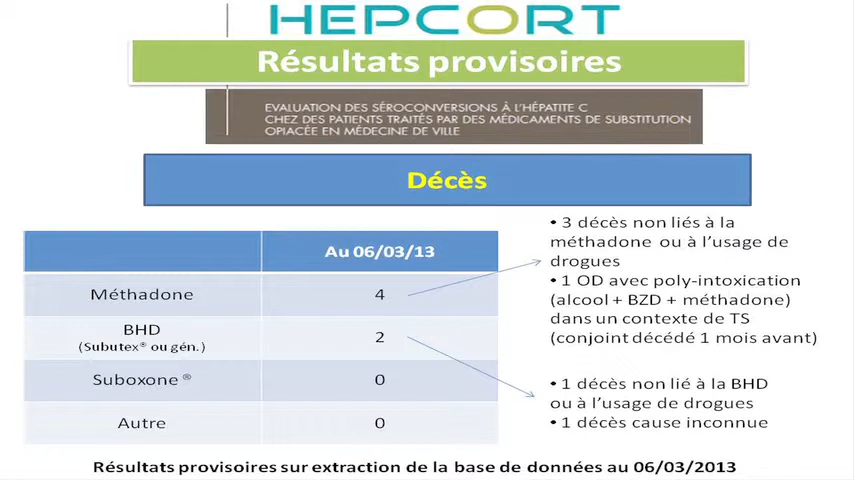 HEPCORT
Résultats provisoires
EVALUATION DES SÉROCONVERSIONS À L'HÉPATITE C
CHEZ DES PATIENTS TRAITÉS PAR DES MÉDICAMENTS DE SUBSTITUTION
OPIACÉE EN MÉDECINE DE VILLE
Décès
Au 06/03/13
Méthadone 4
BHD
(Subutex® ou gén.) 2
Suboxone® 0
Autre 0
• 3 décès non liés à la
méthadone ou à l'usage de
drogues
• 1 OD avec poly-intoxication
(alcool + BZD + méthadone)
dans un contexte de TS
(conjoint décédé 1 mois avant)
• 1 décès non lié à la BHD
ou à l'usage de drogues
• 1 décès cause inconnue
Résultats provisoires sur extraction de la base de données au 06/03/2013